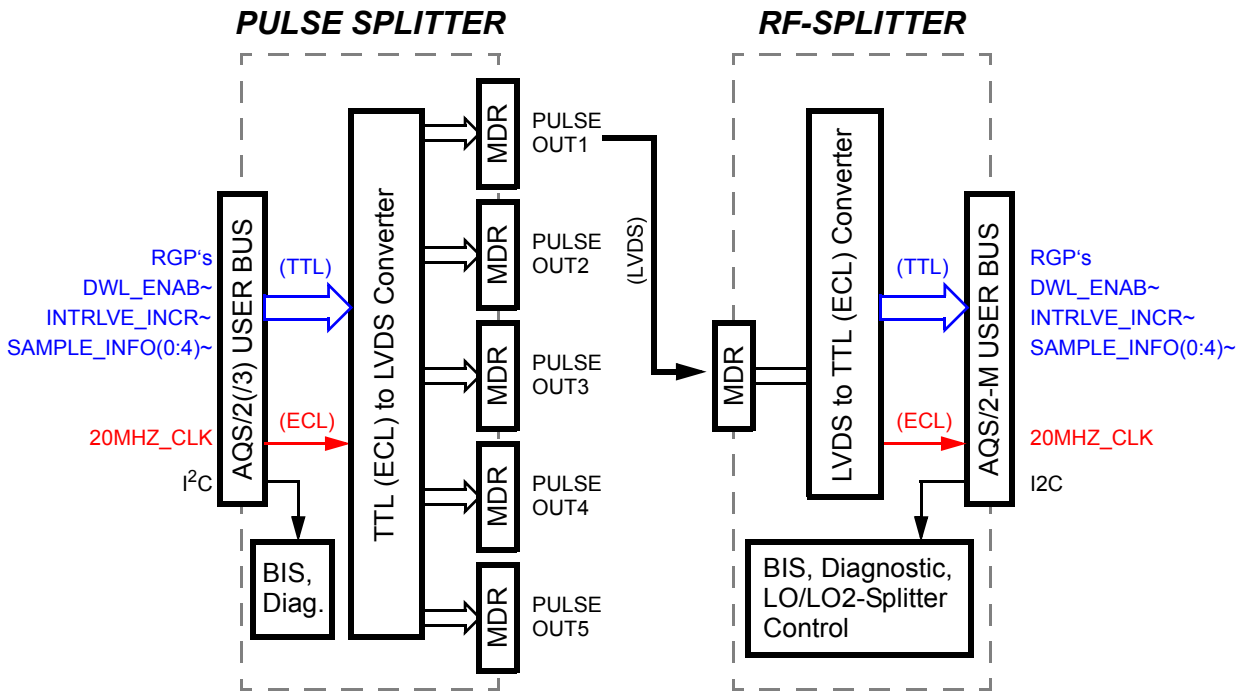 PULSE SPLITTER
RF-SPLITTER
RGP‘s
DWL_ENAB~
INTRLVE_INCR~
SAMPLE_INFO(0:4)~
20MHZ_CLK
I²C
AQS/2(/3) USER BUS
(TTL)
(ECL)
BIS,
Diag.
TTL (ECL) to LVDS Converter
MDR
PULSE
OUT1
MDR
PULSE
OUT2
MDR
PULSE
OUT3
MDR
PULSE
OUT4
MDR
PULSE
OUT5
(LVDS)
MDR
LVDS to TTL (ECL) Converter
(TTL)
(ECL)
AQS/2-M USER BUS
RGP‘s
DWL_ENAB~
INTRLVE_INCR~
SAMPLE_INFO(0:4)~
20MHZ_CLK
I2C
BIS, Diagnostic,
LO/LO2-Splitter
Control